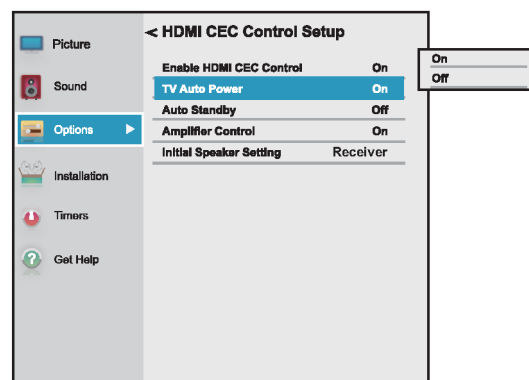 < HDMI CEC Control Setup
Picture
Sound
Options
Installation
Timers
Get Help
Enable HDMI CEC Control On
TV Auto Power On
Auto Standby Off
Amplifier Control On
Initial Speaker Setting Receiver
On
Off